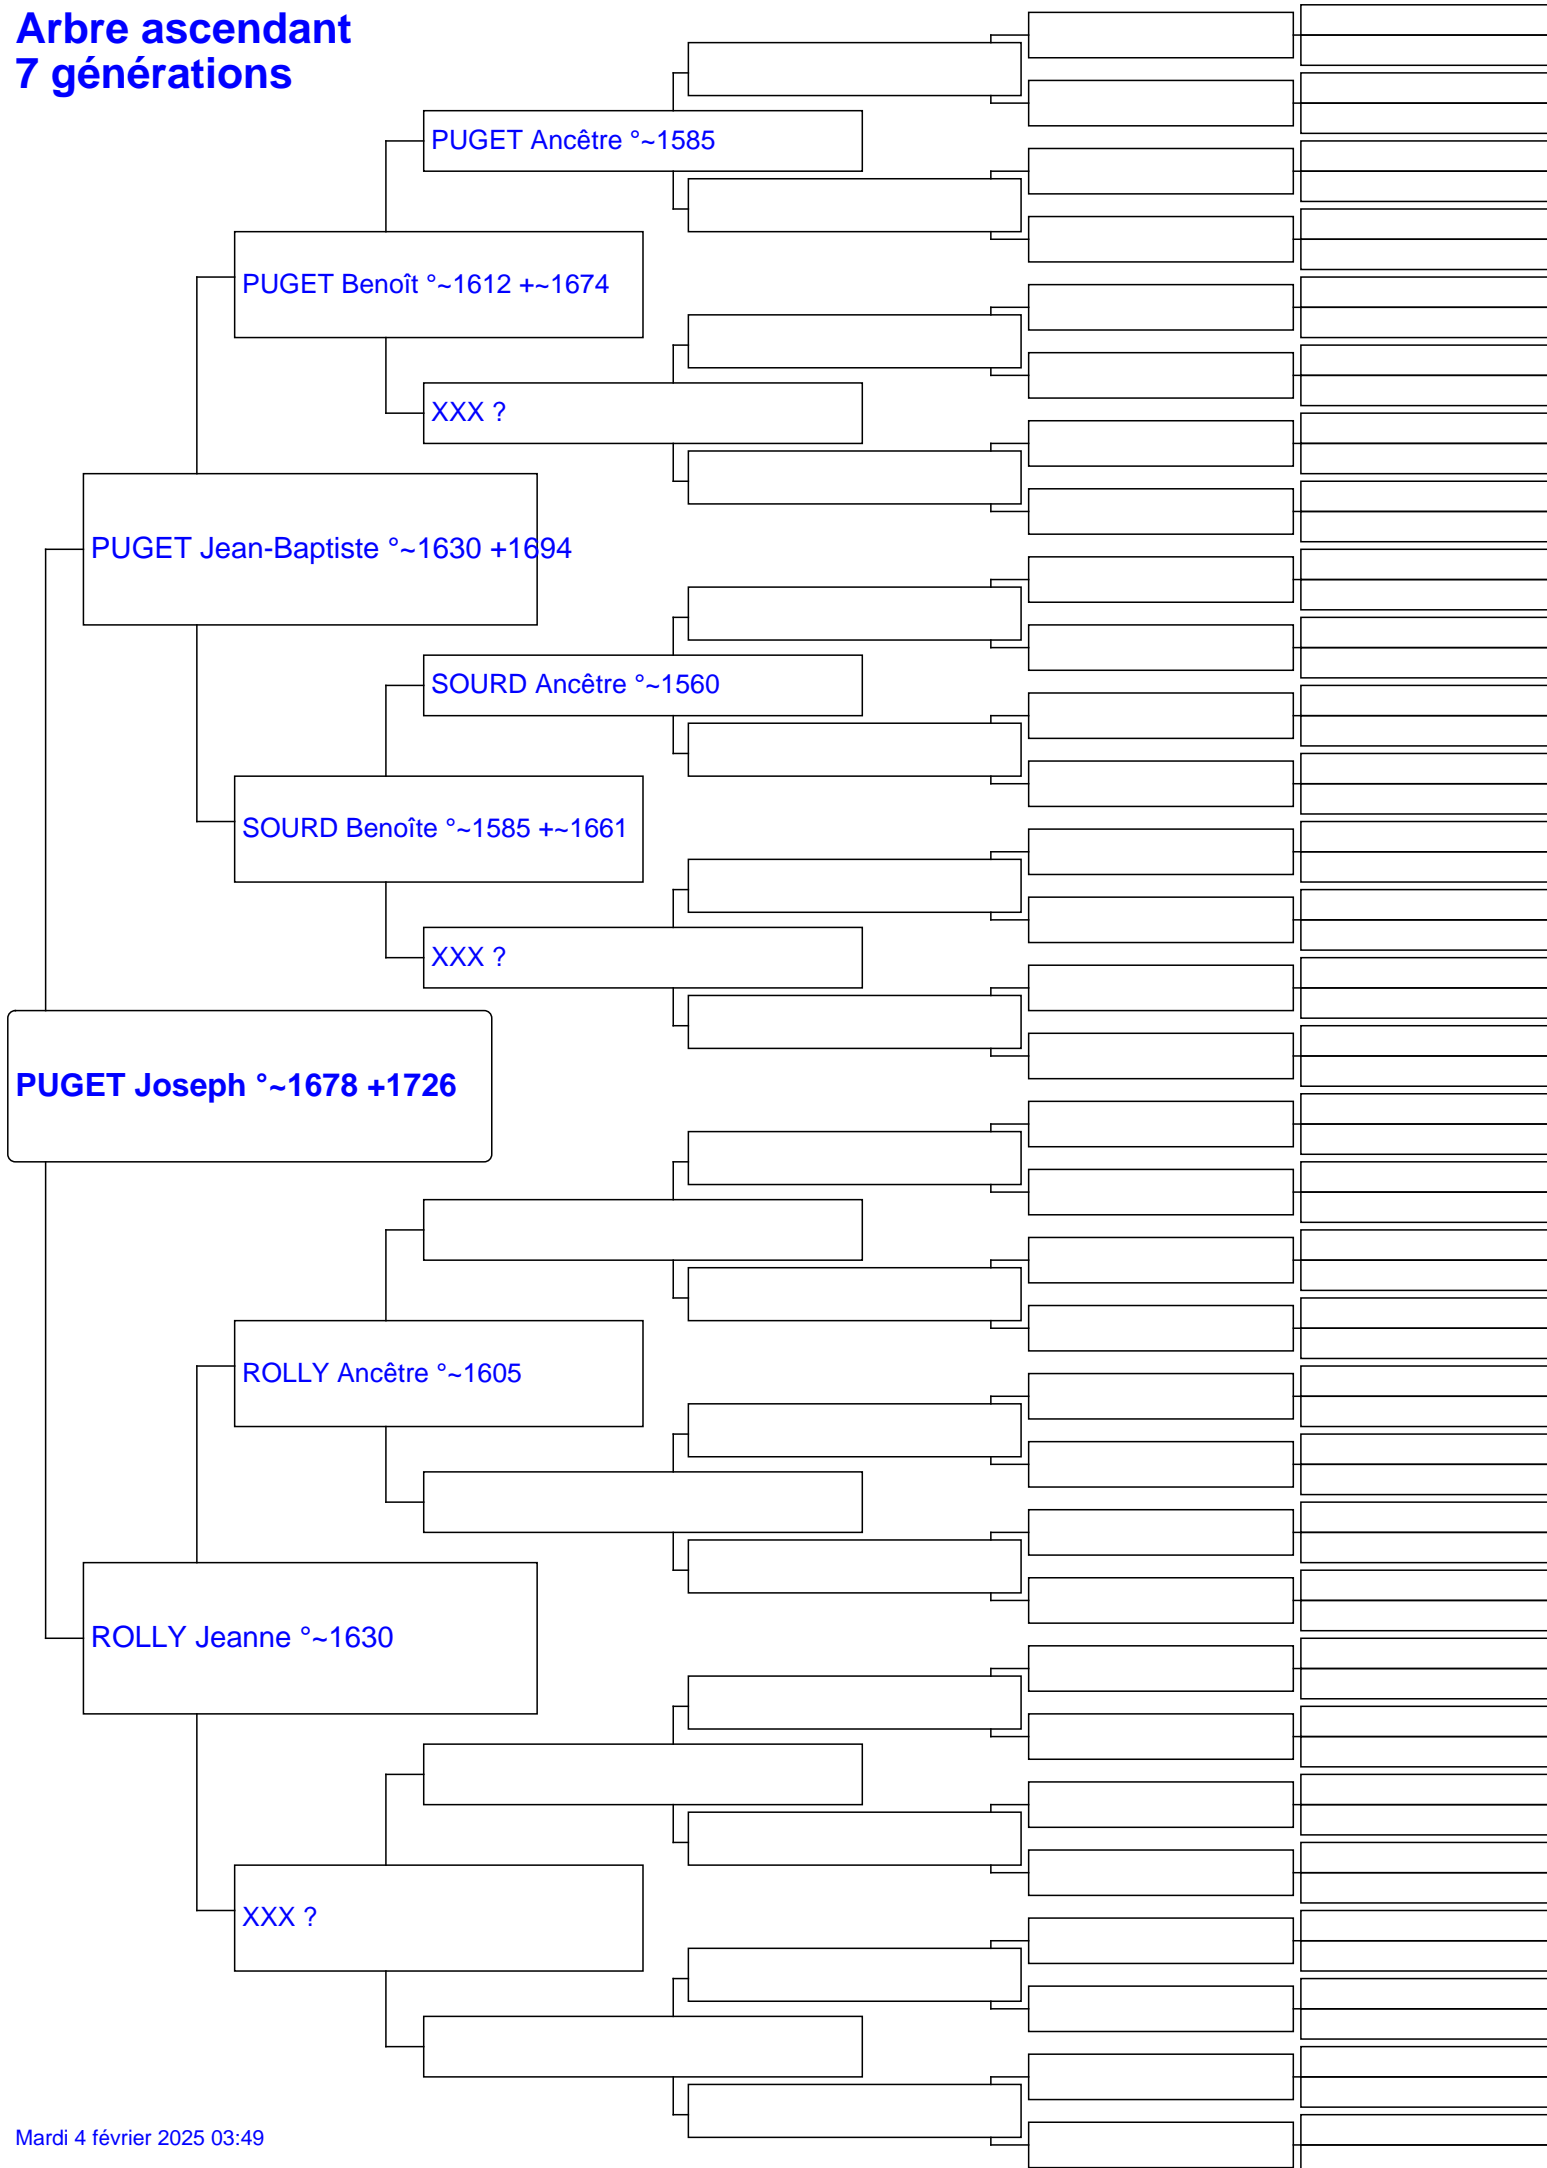 Arbre ascendant
7 générations
PUGET Ancêtre °~1585
PUGET Benoît °~1612 +~1674
XXX ?
PUGET Jean-Baptiste °~1630 +1694
SOURD Ancêtre °~1560
SOURD Benoîte °~1585 +~1661
XXX ?
PUGET Joseph °~1678 +1726
ROLLY Ancêtre °~1605
ROLLY Jeanne °~1630
XXX ?
Mardi 4 février 2025 03:49